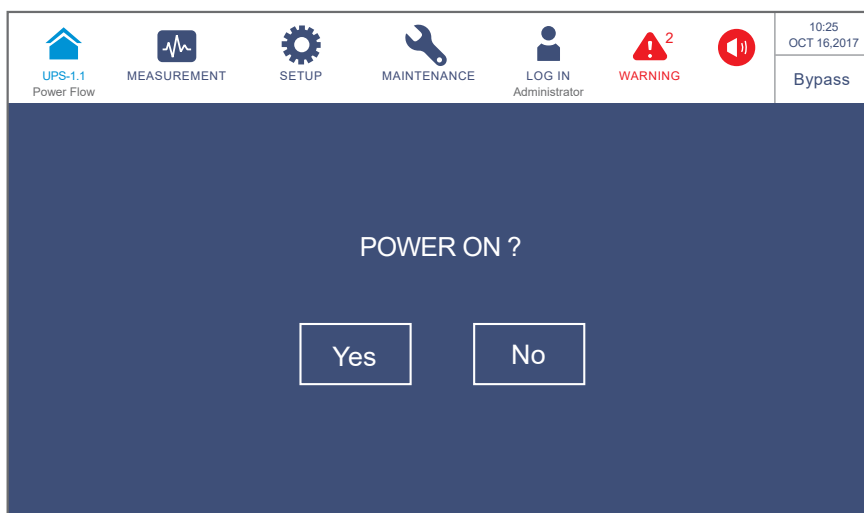 UPS-1.1
Power Flow
MEASUREMENT
SETUP
MAINTENANCE
LOG IN
Administrator
2
WARNING
10:25
OCT 16,2017
Bypass
POWER ON ?
Yes
No